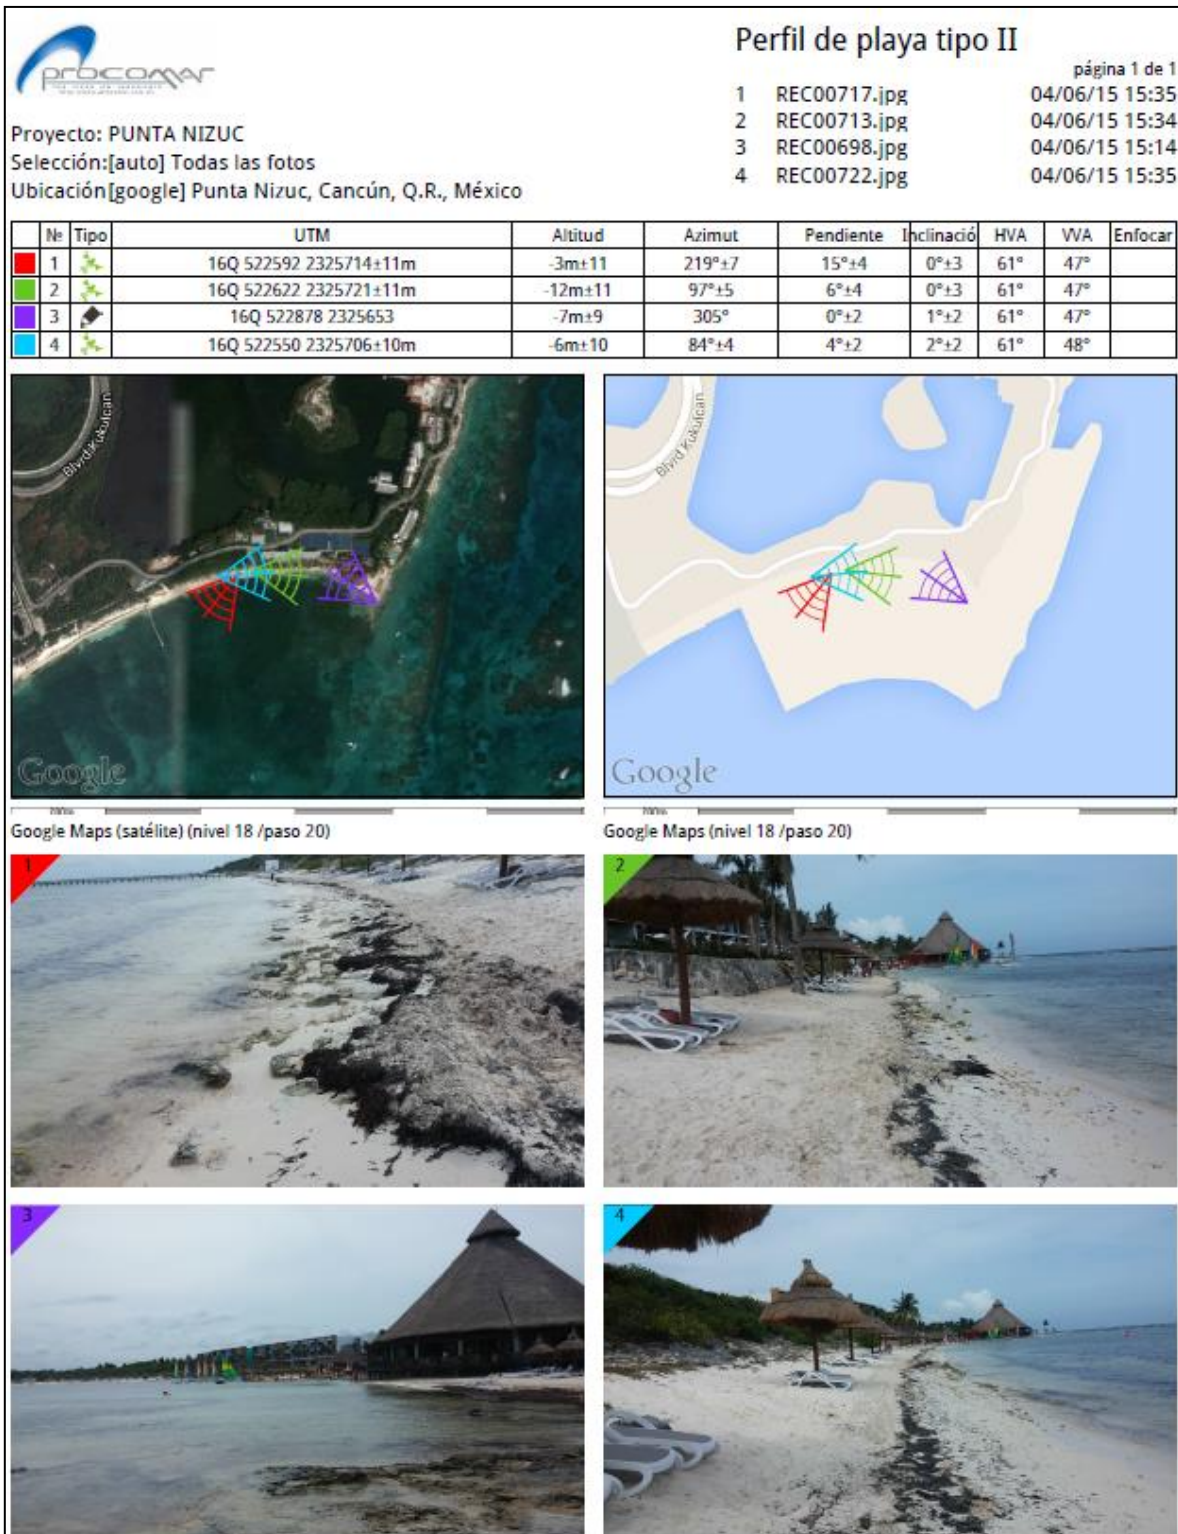 Perfil de playa tipo II
página 1 de 1
procomar
1 REC00717.jpg 04/06/15 15:35
2 REC00713.jpg 04/06/15 15:34
3 REC00698.jpg 04/06/15 15:14
4 REC00722.jpg 04/06/15 15:35
Proyecto: PUNTA NIZUC
Selección:[auto] Todas las fotos
Ubicación[google] Punta Nizuc, Cancún, Q.R., México
№ Tipo UTM Altitud Azimut Pendiente Inclinació HVA VVA Enfocar
1 16Q 522592 2325714±11m -3m±11 219°±7 15°±4 0°±3 61° 47°
2 16Q 522622 2325721±11m -12m±11 97°±5 6°±4 0°±3 61° 47°
3 16Q 522878 2325653 -7m±9 305° 0°±2 1°±2 61° 47°
4 16Q 522550 2325706±10m -6m±10 84°±4 4°±2 2°±2 61° 48°
Blvrd Kukulcan
Blvrd Kukulcan
Google
Google
Google Maps (satélite) (nivel 18 /paso 20)
Google Maps (nivel 18 /paso 20)
1
2
3
4